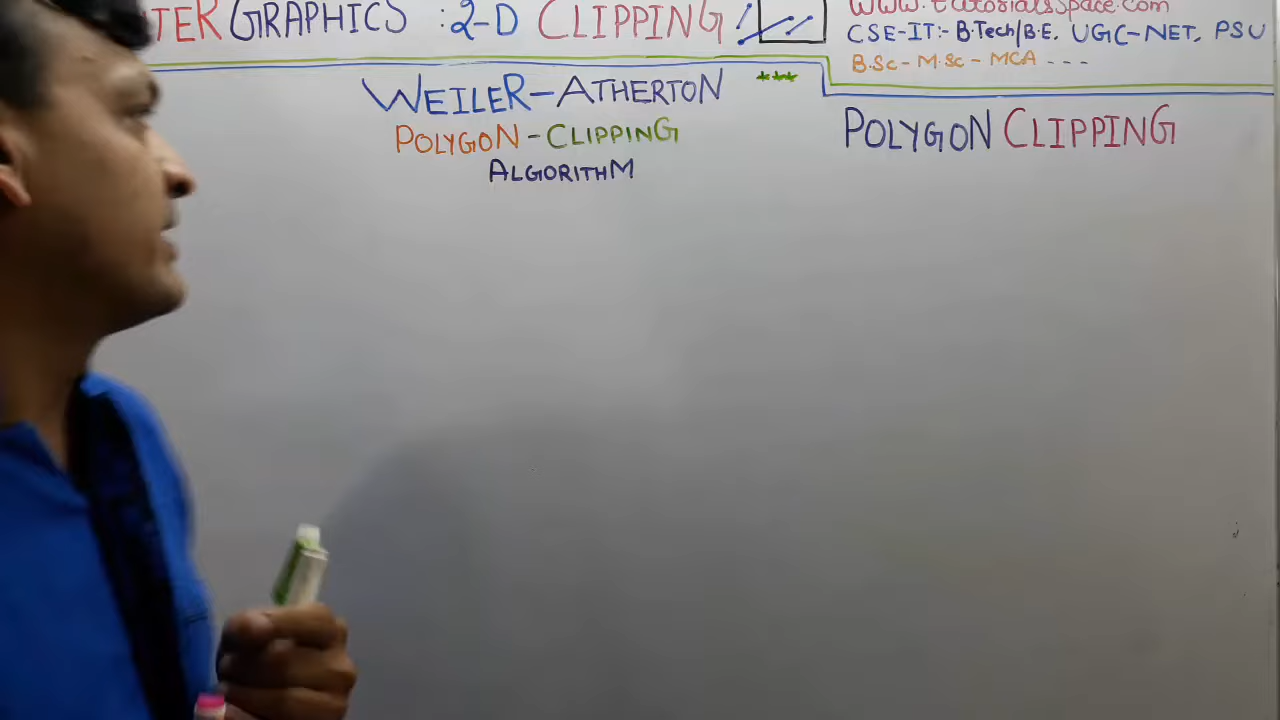 TER GRAPHICS : 2-D CLIPPING
WEILER-ATHERTON ***
POLYGON-CLIPPING
ALGORITHM
www.tutorialsspace.com
CSE-IT:- B.Tech/B.E, UGC-NET, PSU
B.Sc - M.Sc - MCA - - -
POLYGON CLIPPING